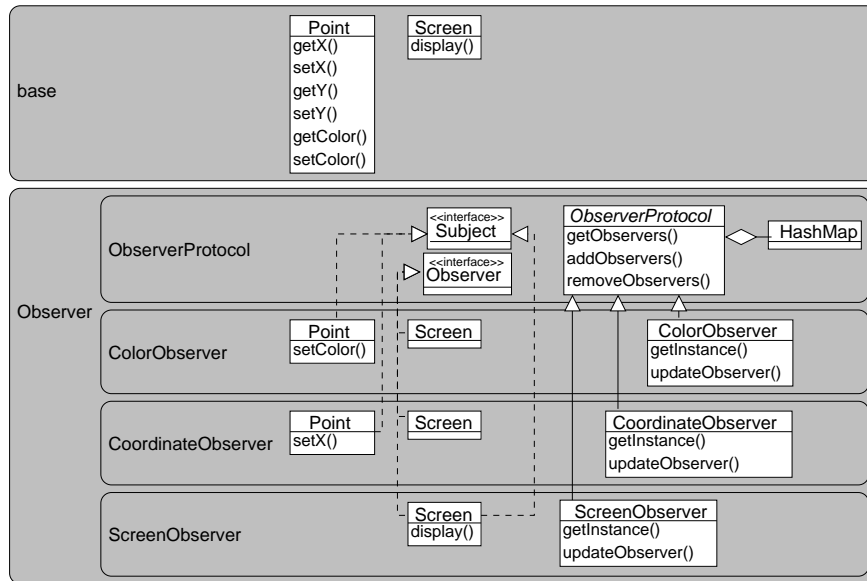 base
Point
getX()
setX()
getY()
setY()
getColor()
setColor()
Screen
display()
Observer
ObserverProtocol
<<interface>>
Subject
<<interface>>
Observer
ObserverProtocol
getObservers()
addObservers()
removeObservers()
HashMap
ColorObserver
Point
setColor()
Screen
ColorObserver
getInstance()
updateObserver()
CoordinateObserver
Point
setX()
Screen
CoordinateObserver
getInstance()
updateObserver()
ScreenObserver
Screen
display()
ScreenObserver
getInstance()
updateObserver()